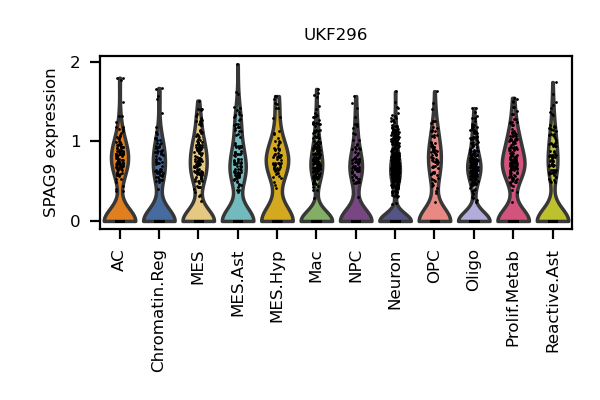 UKF296
SPAG9 expression
2
1
0
AC
Chromatin.Reg
MES
MES.Ast
MES.Hyp
Mac
NPC
Neuron
OPC
Oligo
Prolif.Metab
Reactive.Ast